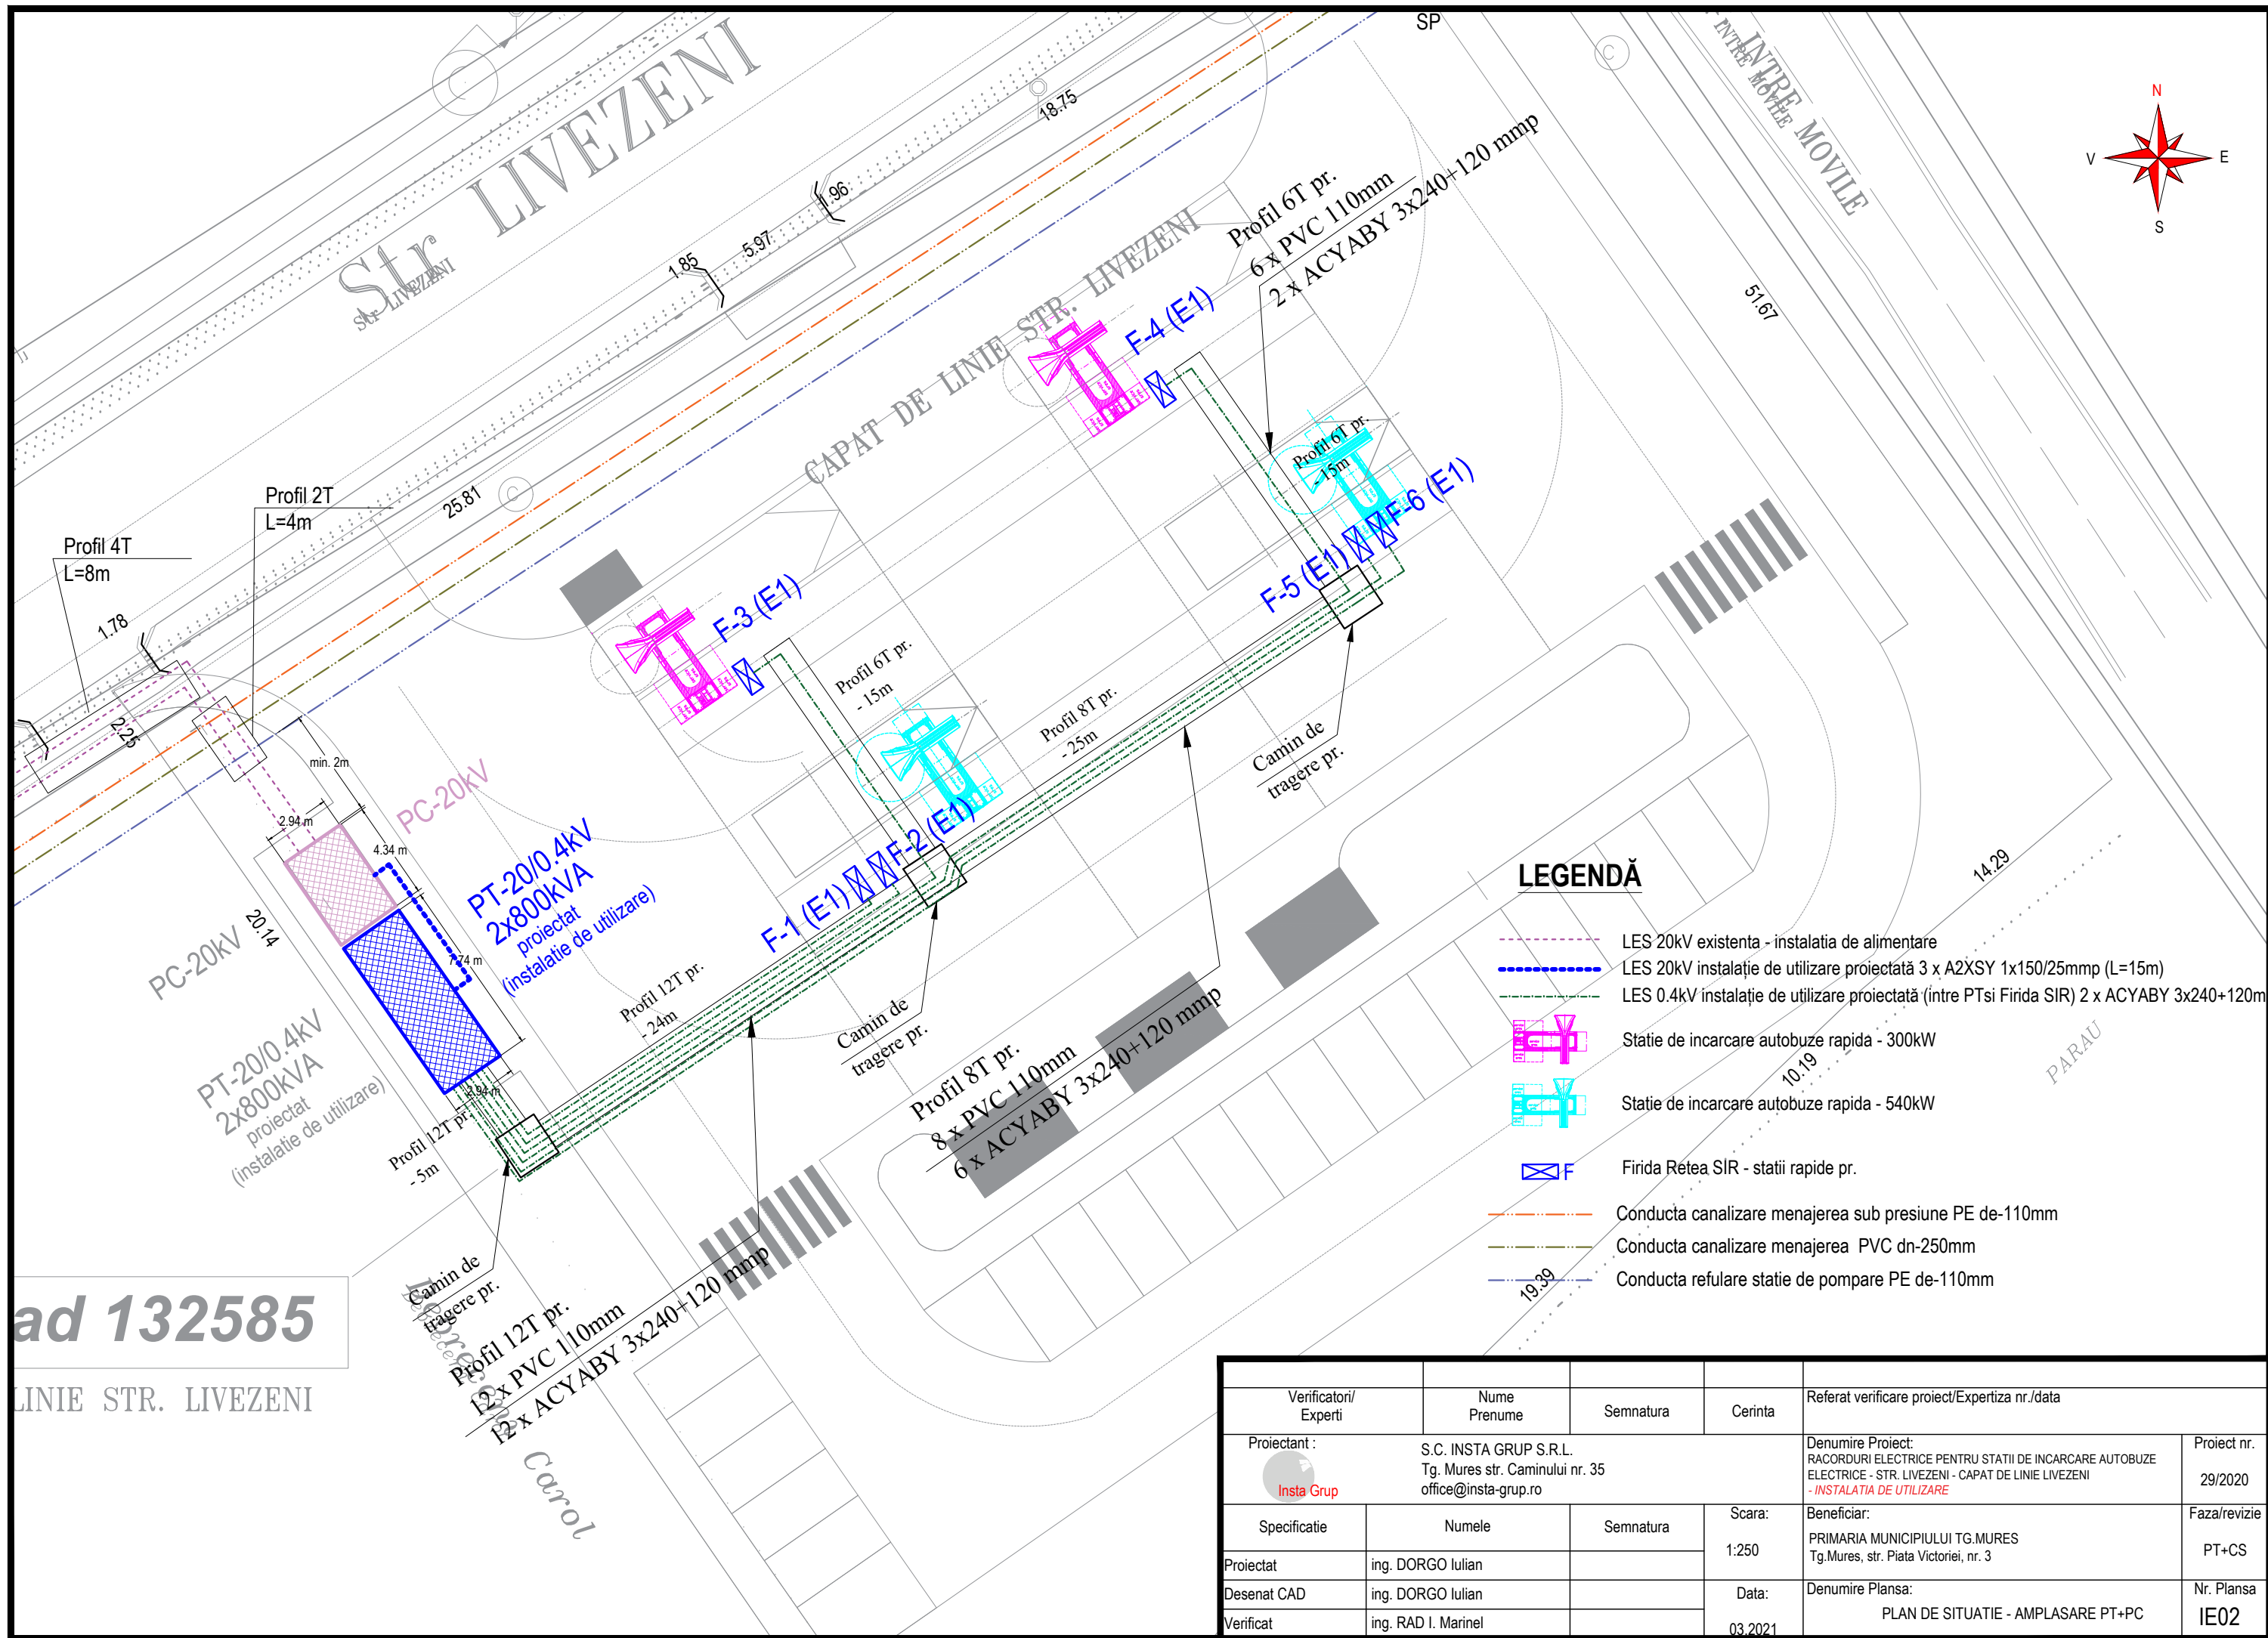 SP
Str LIVEZENI
Str LIVEZENI
INTRE MOVILE
INTRE MOVILE
N
V
E
S
C
C
18.75
1.96
5.97
1.85
51.67
25.81
1.78
2.25
20.14
14.29
10.19
19.39
CAPAT DE LINIE STR. LIVEZENI
Profil 6T pr.
6 x PVC 110mm
2 x ACYABY 3x240+120 mmp
F-4 (E1)
Profil 6T pr.
- 15m
F-6 (E1)
F-5 (E1)
Profil 2T
L=4m
Profil 4T
L=8m
F-3 (E1)
Profil 6T pr.
- 15m
Profil 8T pr.
- 25m
Camin de
tragere pr.
min. 2m
2.94 m
4.34 m
PC-20kV
PC-20kV
PT-20/0.4kV
2x800kVA
proiectat
(instalatie de utilizare)
7.74 m
2.94 m
F-2 (E1)
F-1 (E1)
PT-20/0.4kV
2x800kVA
proiectat
(instalatie de utilizare)
Profil 12T pr.
- 24m
Profil 12T pr.
- 5m
Camin de
tragere pr.
Profil 8T pr.
8 x PVC 110mm
6 x ACYABY 3x240+120 mmp
Camin de
tragere pr.
Profil 12T pr.
12 x PVC 110mm
12 x ACYABY 3x240+120 mmp
Carol
ad 132585
LINIE STR. LIVEZENI
PARAU
LEGENDĂ
LES 20kV existenta - instalatia de alimentare
LES 20kV instalaţie de utilizare proiectată 3 x A2XSY 1x150/25mmp (L=15m)
LES 0.4kV instalaţie de utilizare proiectată (intre PTsi Firida SIR) 2 x ACYABY 3x240+120m
Statie de incarcare autobuze rapida - 300kW
Statie de incarcare autobuze rapida - 540kW
F Firida Retea SIR - statii rapide pr.
Conducta canalizare menajerea sub presiune PE de-110mm
Conducta canalizare menajerea PVC dn-250mm
Conducta refulare statie de pompare PE de-110mm
Verificatori/
Experti
Nume
Prenume
Semnatura
Cerinta
Referat verificare proiect/Expertiza nr./data
Proiectant :
Insta Grup
S.C. INSTA GRUP S.R.L.
Tg. Mures str. Caminului nr. 35
office@insta-grup.ro
Denumire Proiect:
RACORDURI ELECTRICE PENTRU STATII DE INCARCARE AUTOBUZE
ELECTRICE - STR. LIVEZENI - CAPAT DE LINIE LIVEZENI
- INSTALATIA DE UTILIZARE
Proiect nr.
29/2020
Specificatie
Numele
Semnatura
Scara:
1:250
Beneficiar:
PRIMARIA MUNICIPIULUI TG.MURES
Tg.Mures, str. Piata Victoriei, nr. 3
Faza/revizie
PT+CS
Proiectat
ing. DORGO Iulian
Desenat CAD
ing. DORGO Iulian
Verificat
ing. RAD I. Marinel
Data:
03.2021
Denumire Plansa:
PLAN DE SITUATIE - AMPLASARE PT+PC
Nr. Plansa
IE02